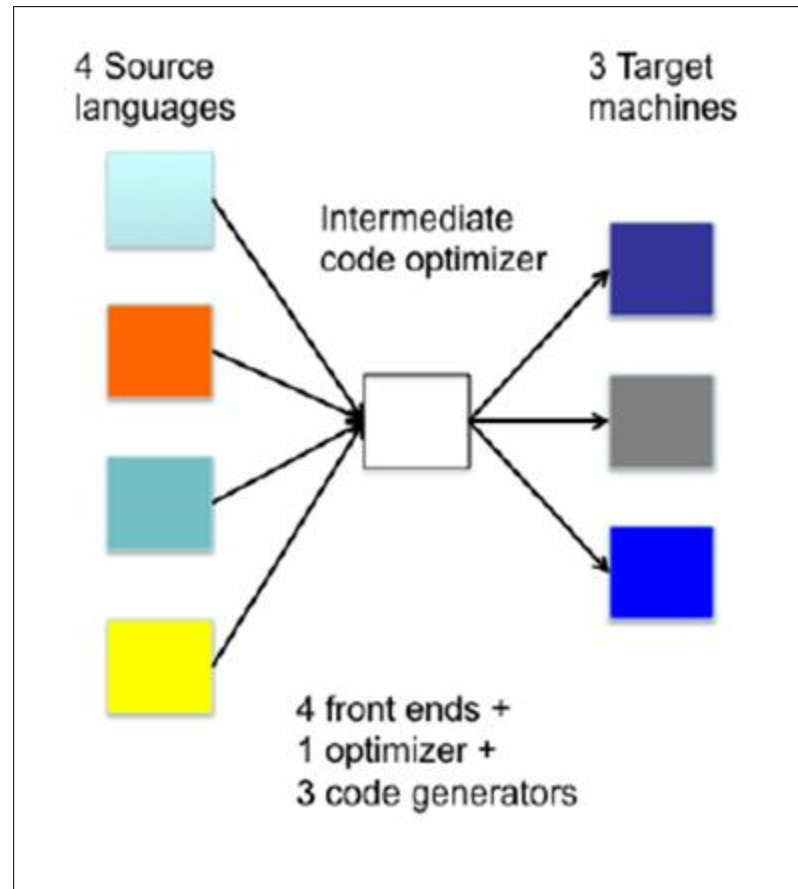 4 Source
languages
3 Target
machines
Intermediate
code optimizer
4 front ends +
1 optimizer +
3 code generators